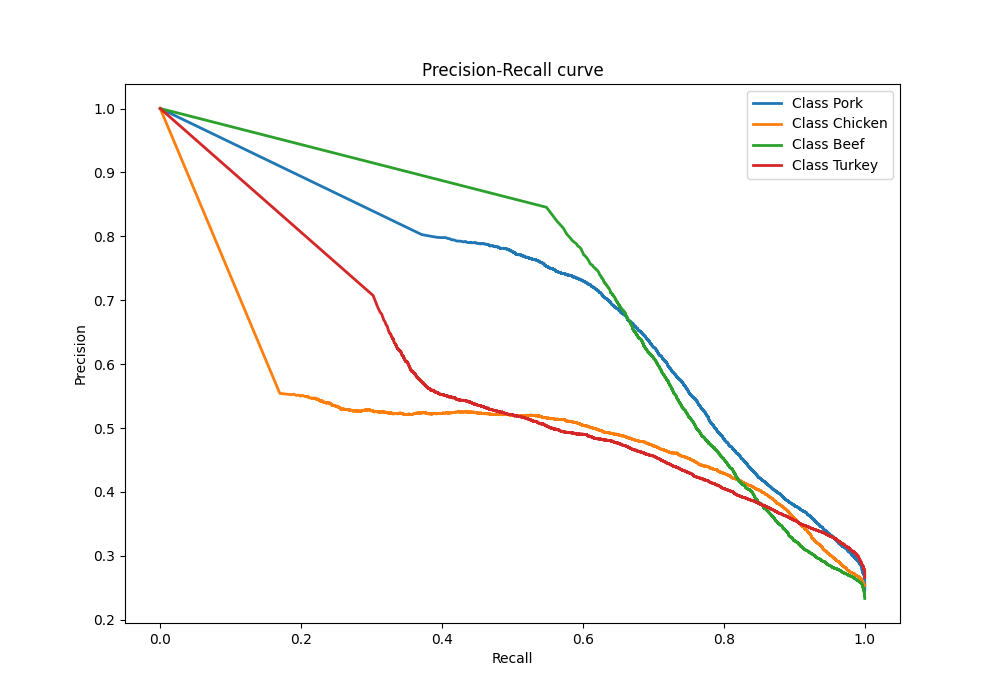 Precision-Recall curve
Class Pork
Class Chicken
Class Beef
Class Turkey
Precision
1.0
0.9
0.8
0.7
0.6
0.5
0.4
0.3
0.2
0.0 0.2 0.4 0.6 0.8 1.0
Recall